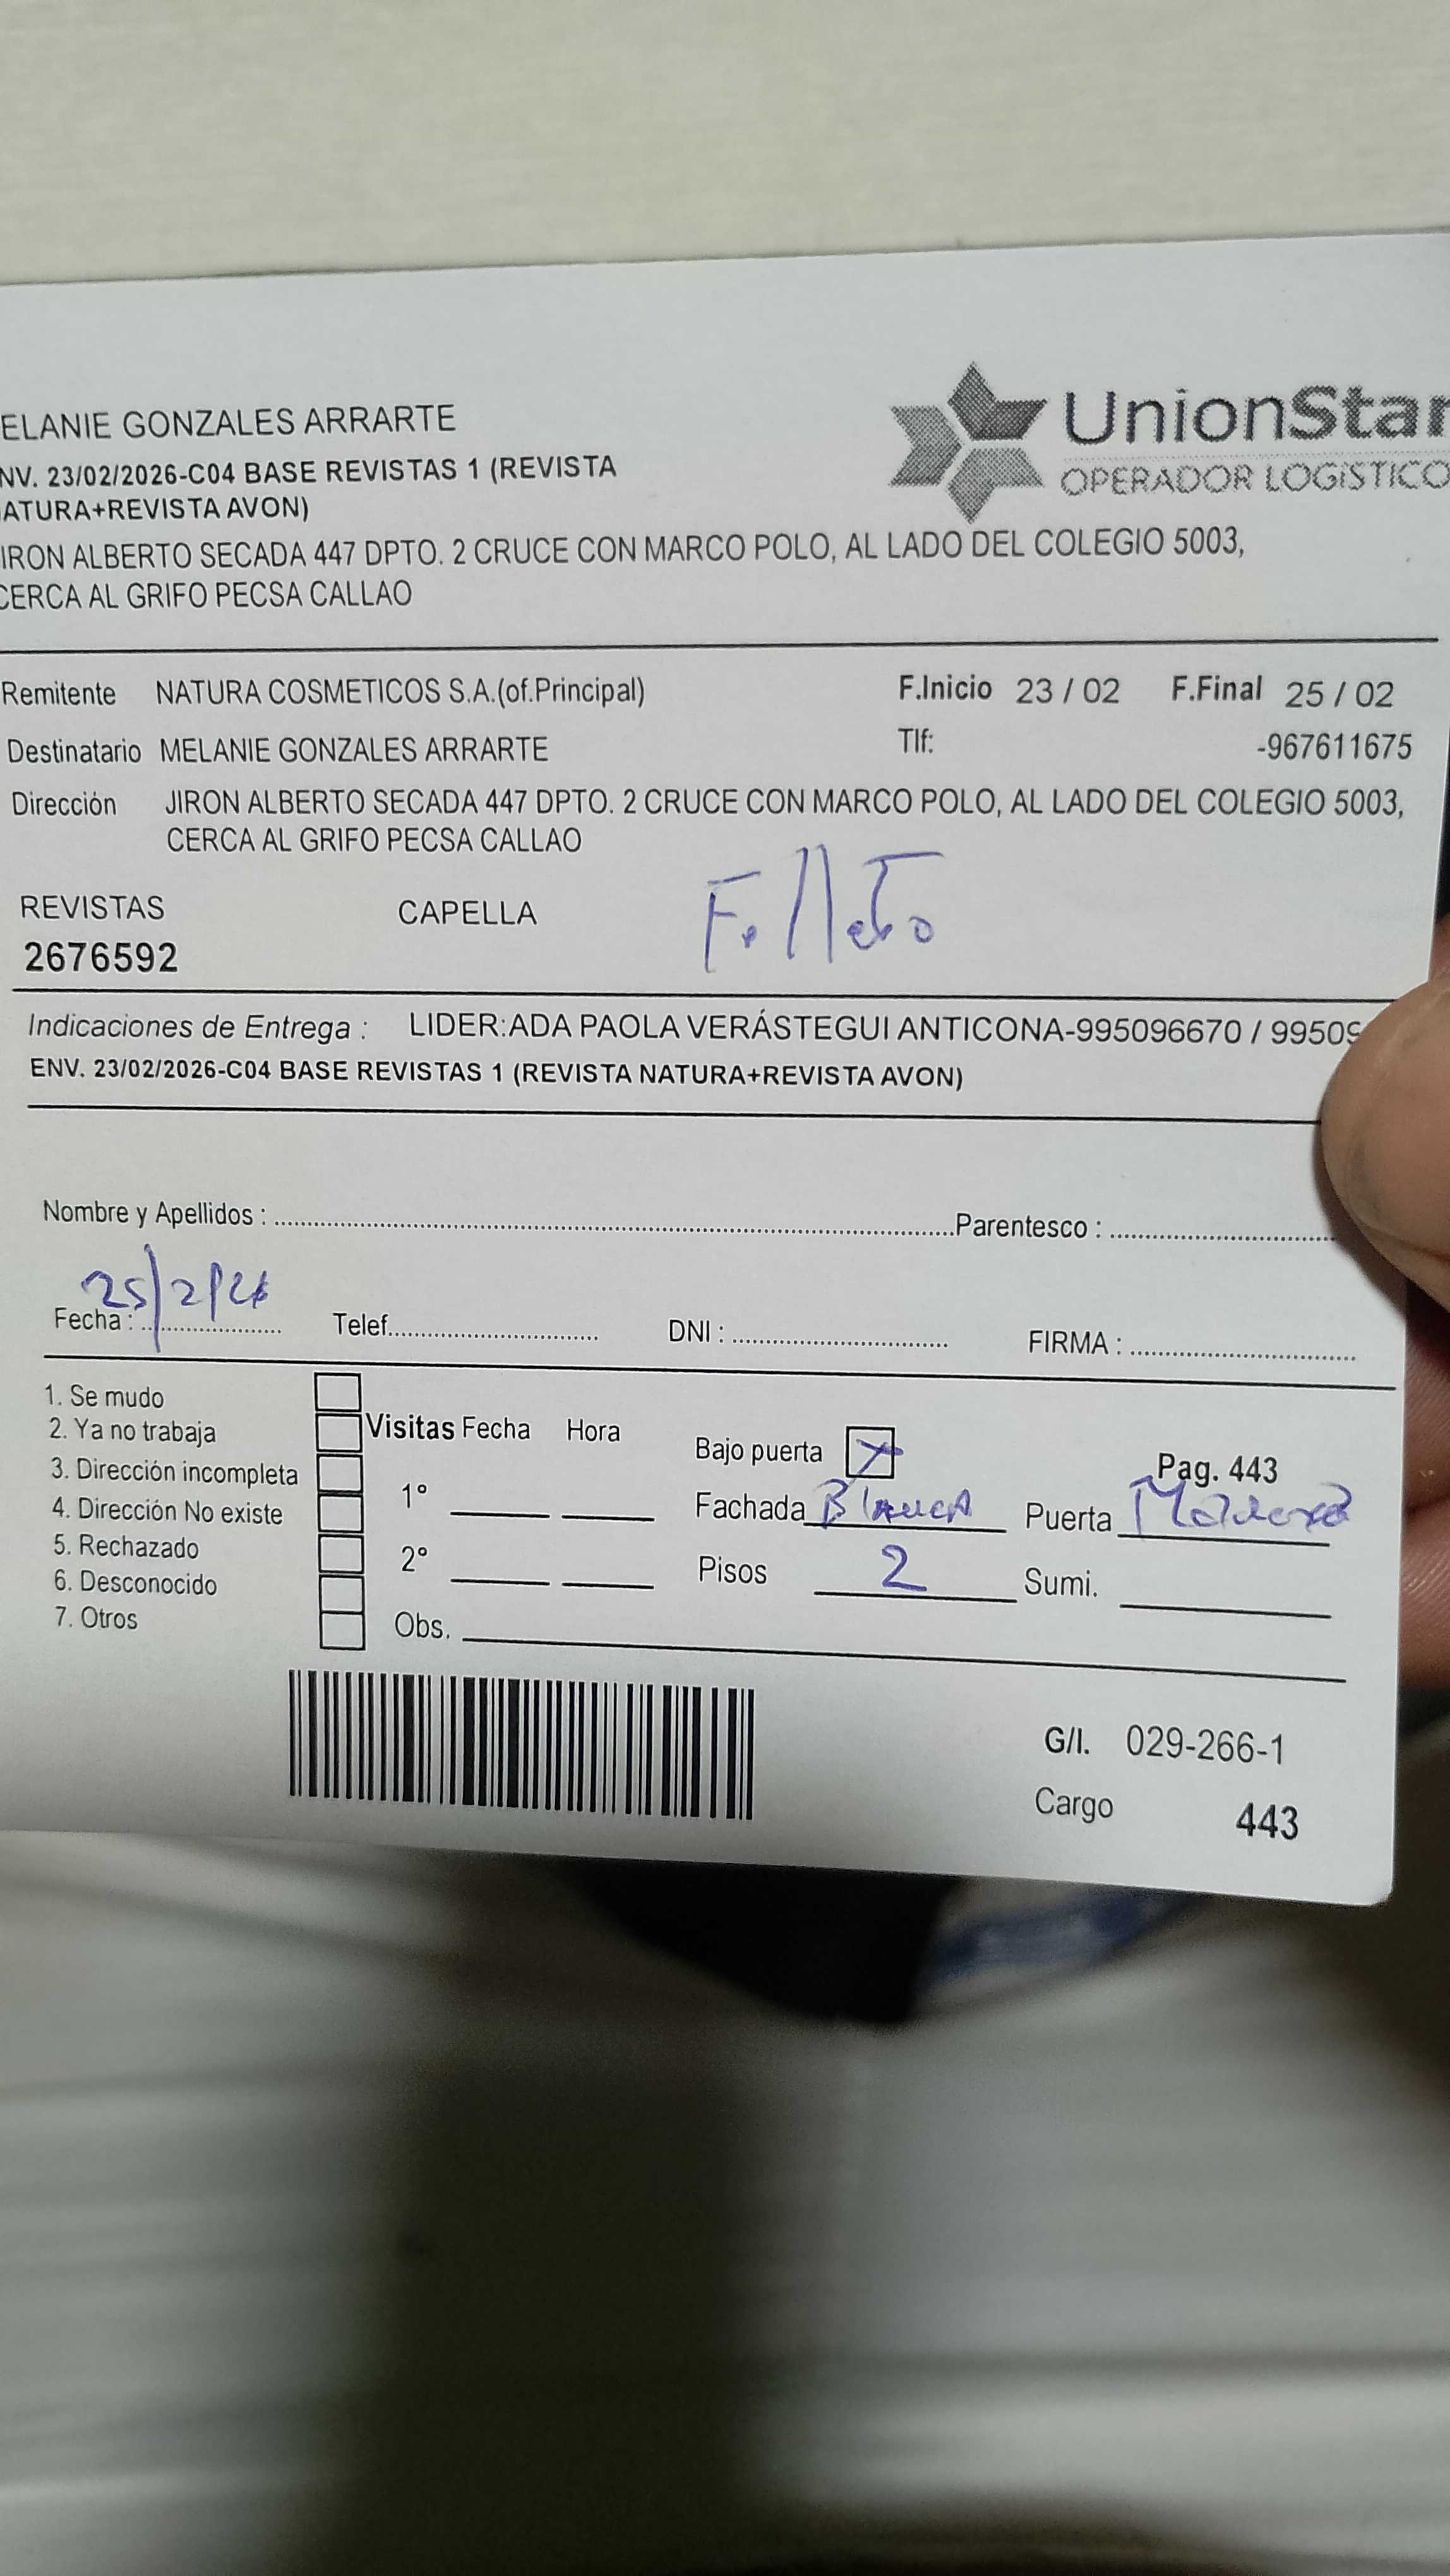 ELANIE GONZALES ARRARTE
NV. 23/02/2026-C04 BASE REVISTAS 1 (REVISTA
ATURA+REVISTA AVON)
IRON ALBERTO SECADA 447 DPTO. 2 CRUCE CON MARCO POLO, AL LADO DEL COLEGIO 5003,
CERCA AL GRIFO PECSA CALLAO
UnionStar
OPERADOR LOGíSTICO
Remitente NATURA COSMETICOS S.A.(of.Principal) F.Inicio 23 / 02 F.Final 25 / 02
Destinatario MELANIE GONZALES ARRARTE Tlf: -967611675
Dirección JIRON ALBERTO SECADA 447 DPTO. 2 CRUCE CON MARCO POLO, AL LADO DEL COLEGIO 5003,
CERCA AL GRIFO PECSA CALLAO
REVISTAS CAPELLA
2676592
Indicaciones de Entrega : LIDER:ADA PAOLA VERÁSTEGUI ANTICONA-995096670 / 9950
ENV. 23/02/2026-C04 BASE REVISTAS 1 (REVISTA NATURA+REVISTA AVON)
Nombre y Apellidos : Parentesco :
Fecha : 25/2/26 Telef. DNI : FIRMA :
1. Se mudo
2. Ya no trabaja
3. Dirección incompleta
4. Dirección No existe
5. Rechazado
6. Desconocido
7. Otros
Visitas Fecha Hora
1°
2°
Obs.
Bajo puerta X Pag. 443
Fachada Blanca Puerta Madera
Pisos 2 Sumi.
G/I. 029-266-1
Cargo 443